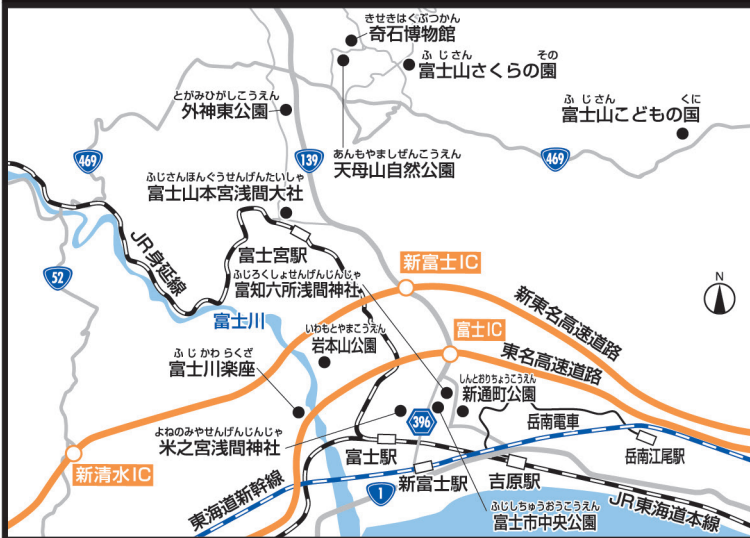 きせきはくぶつかん
奇石博物館
ふじさん その
富士山さくらの園
とがみひがしこうえん
外神東公園
ふじさん くに
富士山こどもの国
469
139
あんもやましぜんこうえん
天母山自然公園
469
ふじさんほんぐうせんげんたいしゃ
富士山本宮浅間大社
JR身延線
富士宮駅
52
新富士IC
新東名高速道路
N
ふじろくしょせんげんじんじゃ
富知六所浅間神社
富士川
いわもとやまこうえん
岩本山公園
富士IC
東名高速道路
ふじかわらくざ
富士川楽座
しんとおりちょうこうえん
新通町公園
396
岳南電車
よねのみやせんげんじんじゃ
米之宮浅間神社
富士駅
岳南江尾駅
新清水IC
新富士駅
吉原駅
東海道新幹線
1
JR東海道本線
ふじしちゅうおうこうえん
富士市中央公園